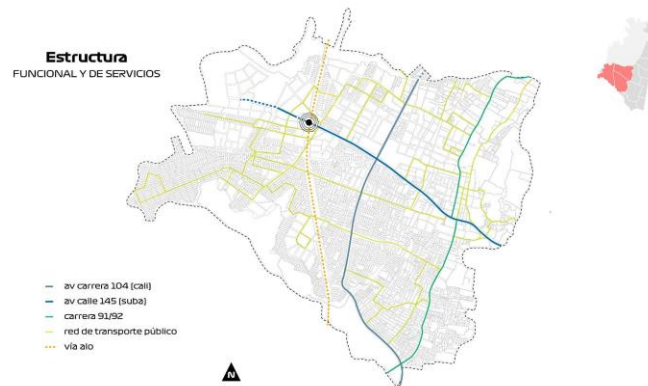 Estructura
FUNCIONAL Y DE SERVICIOS
av carrera 104 (cali)
av calle 145 (suba)
carrera 91/92
red de transporte público
vía alo
N